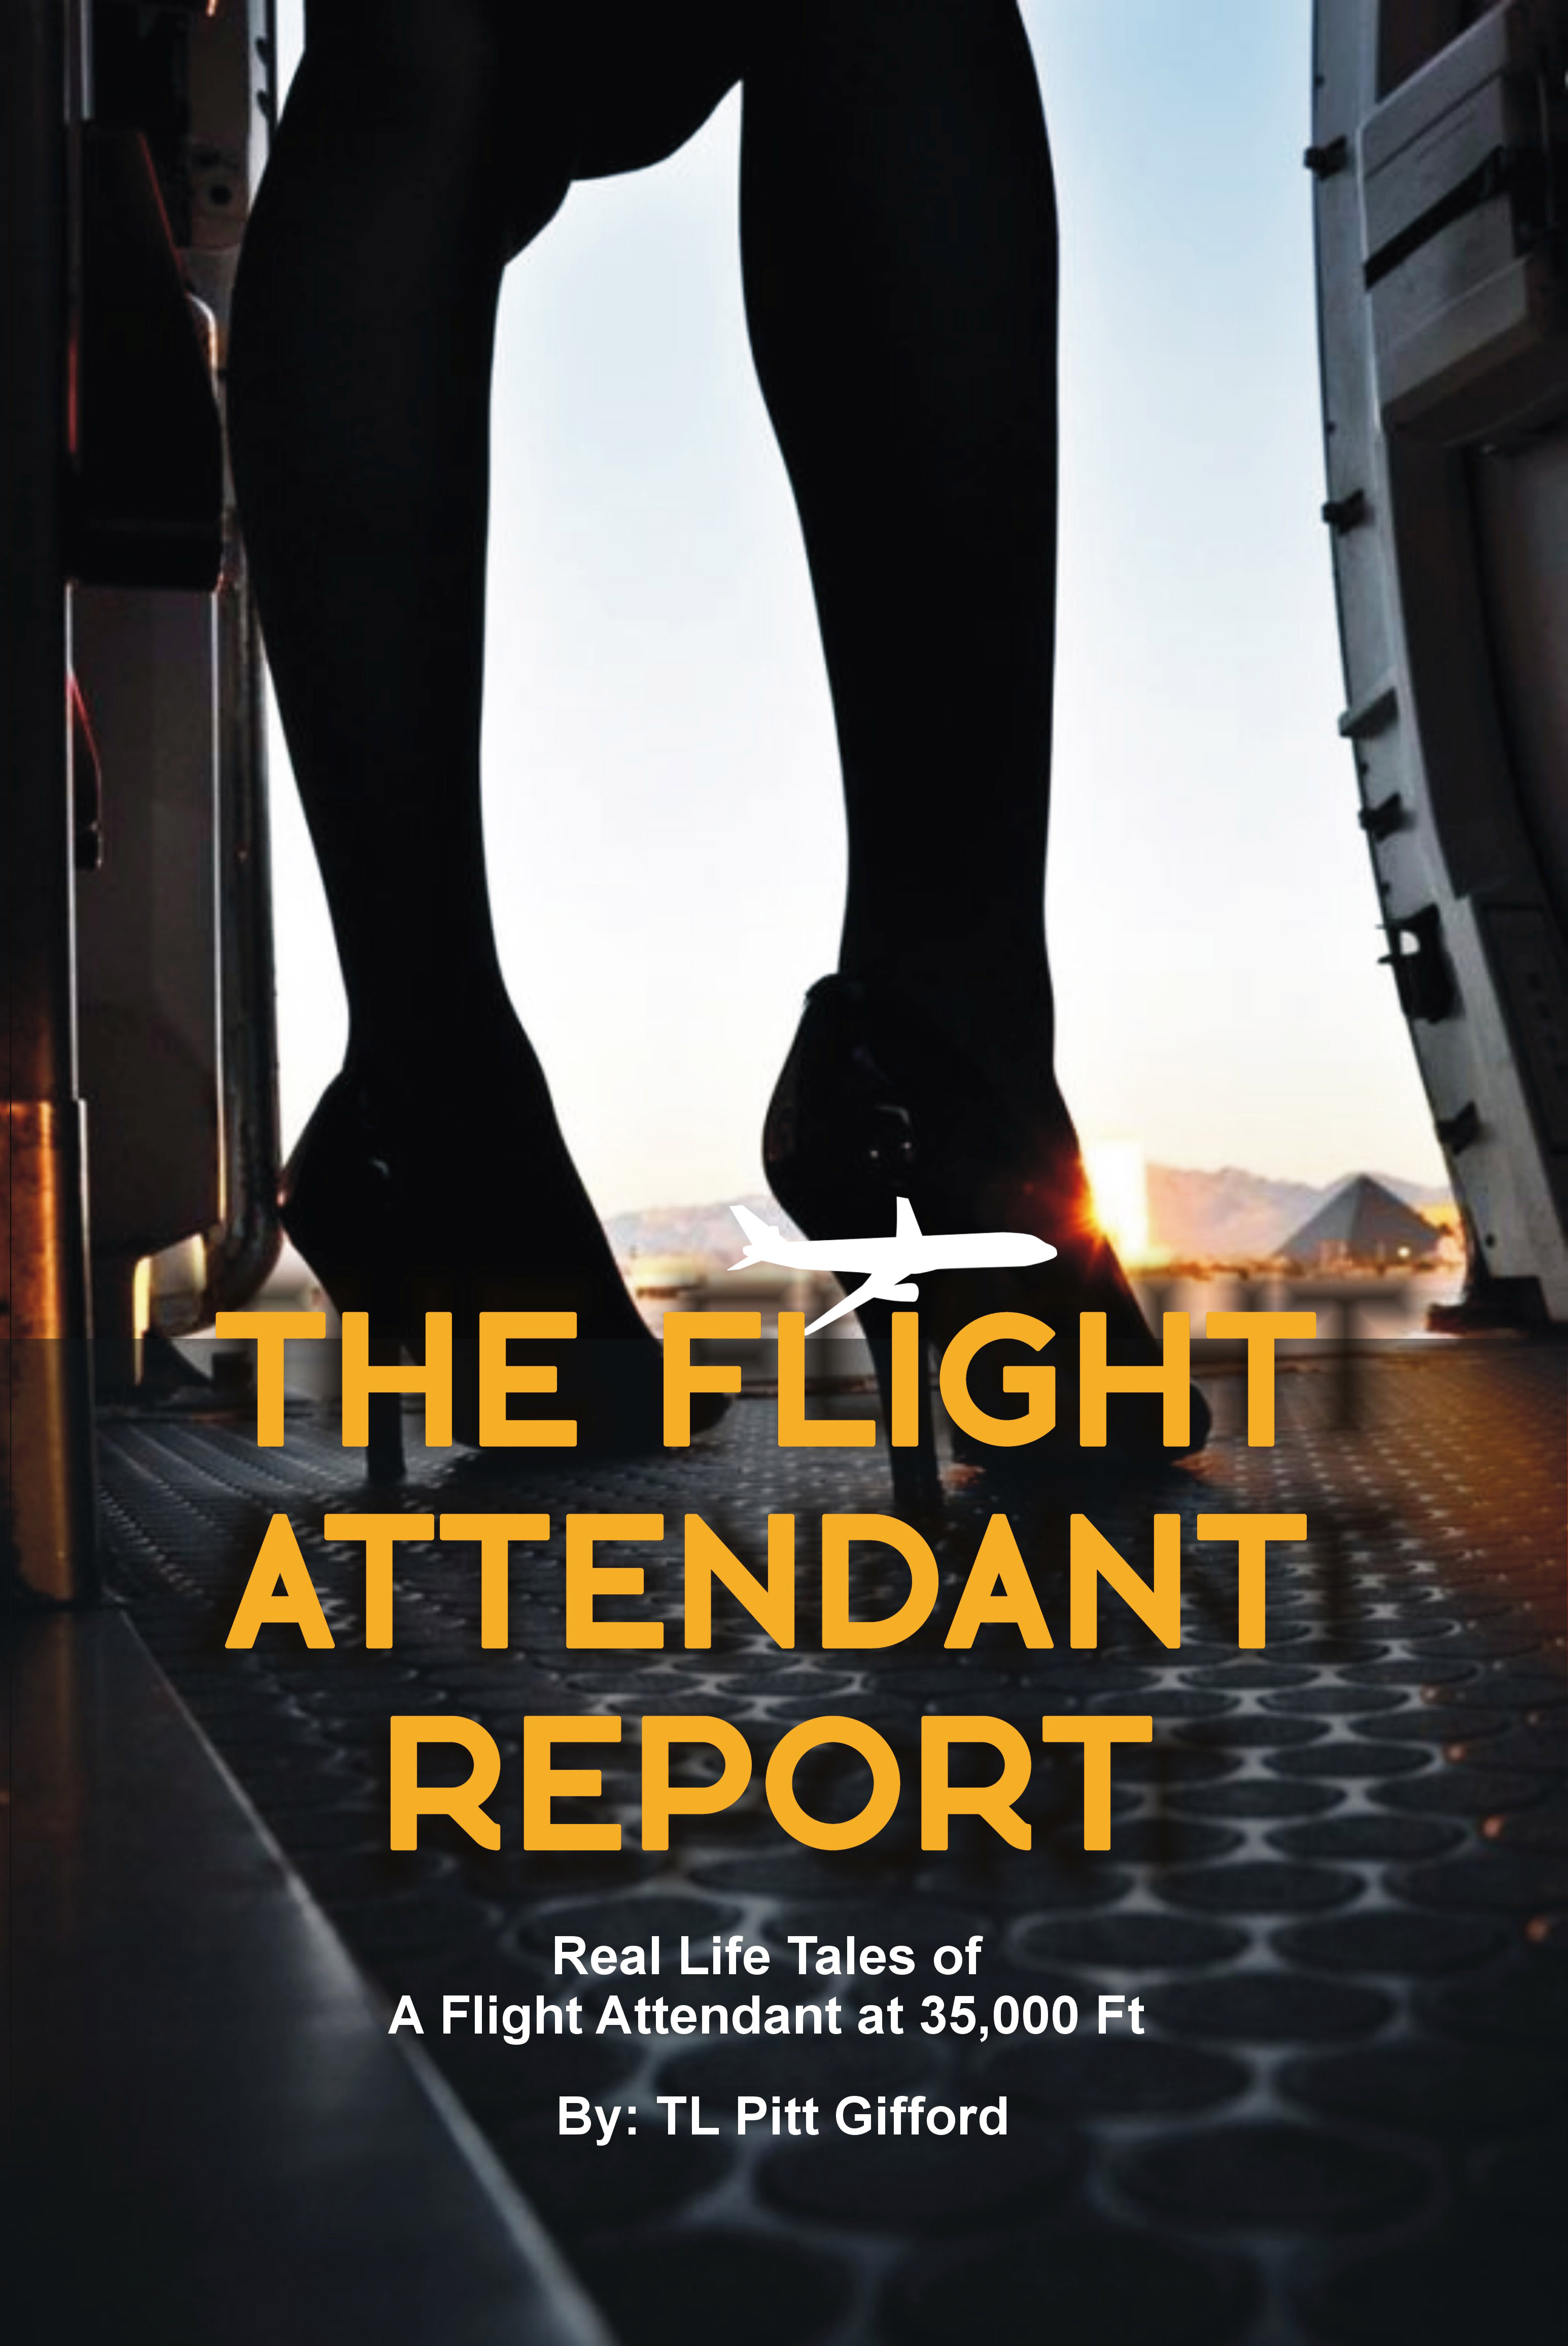 THE FLIGHT
ATTENDANT
REPORT
Real Life Tales of
A Flight Attendant at 35,000 Ft
By: TL Pitt Gifford